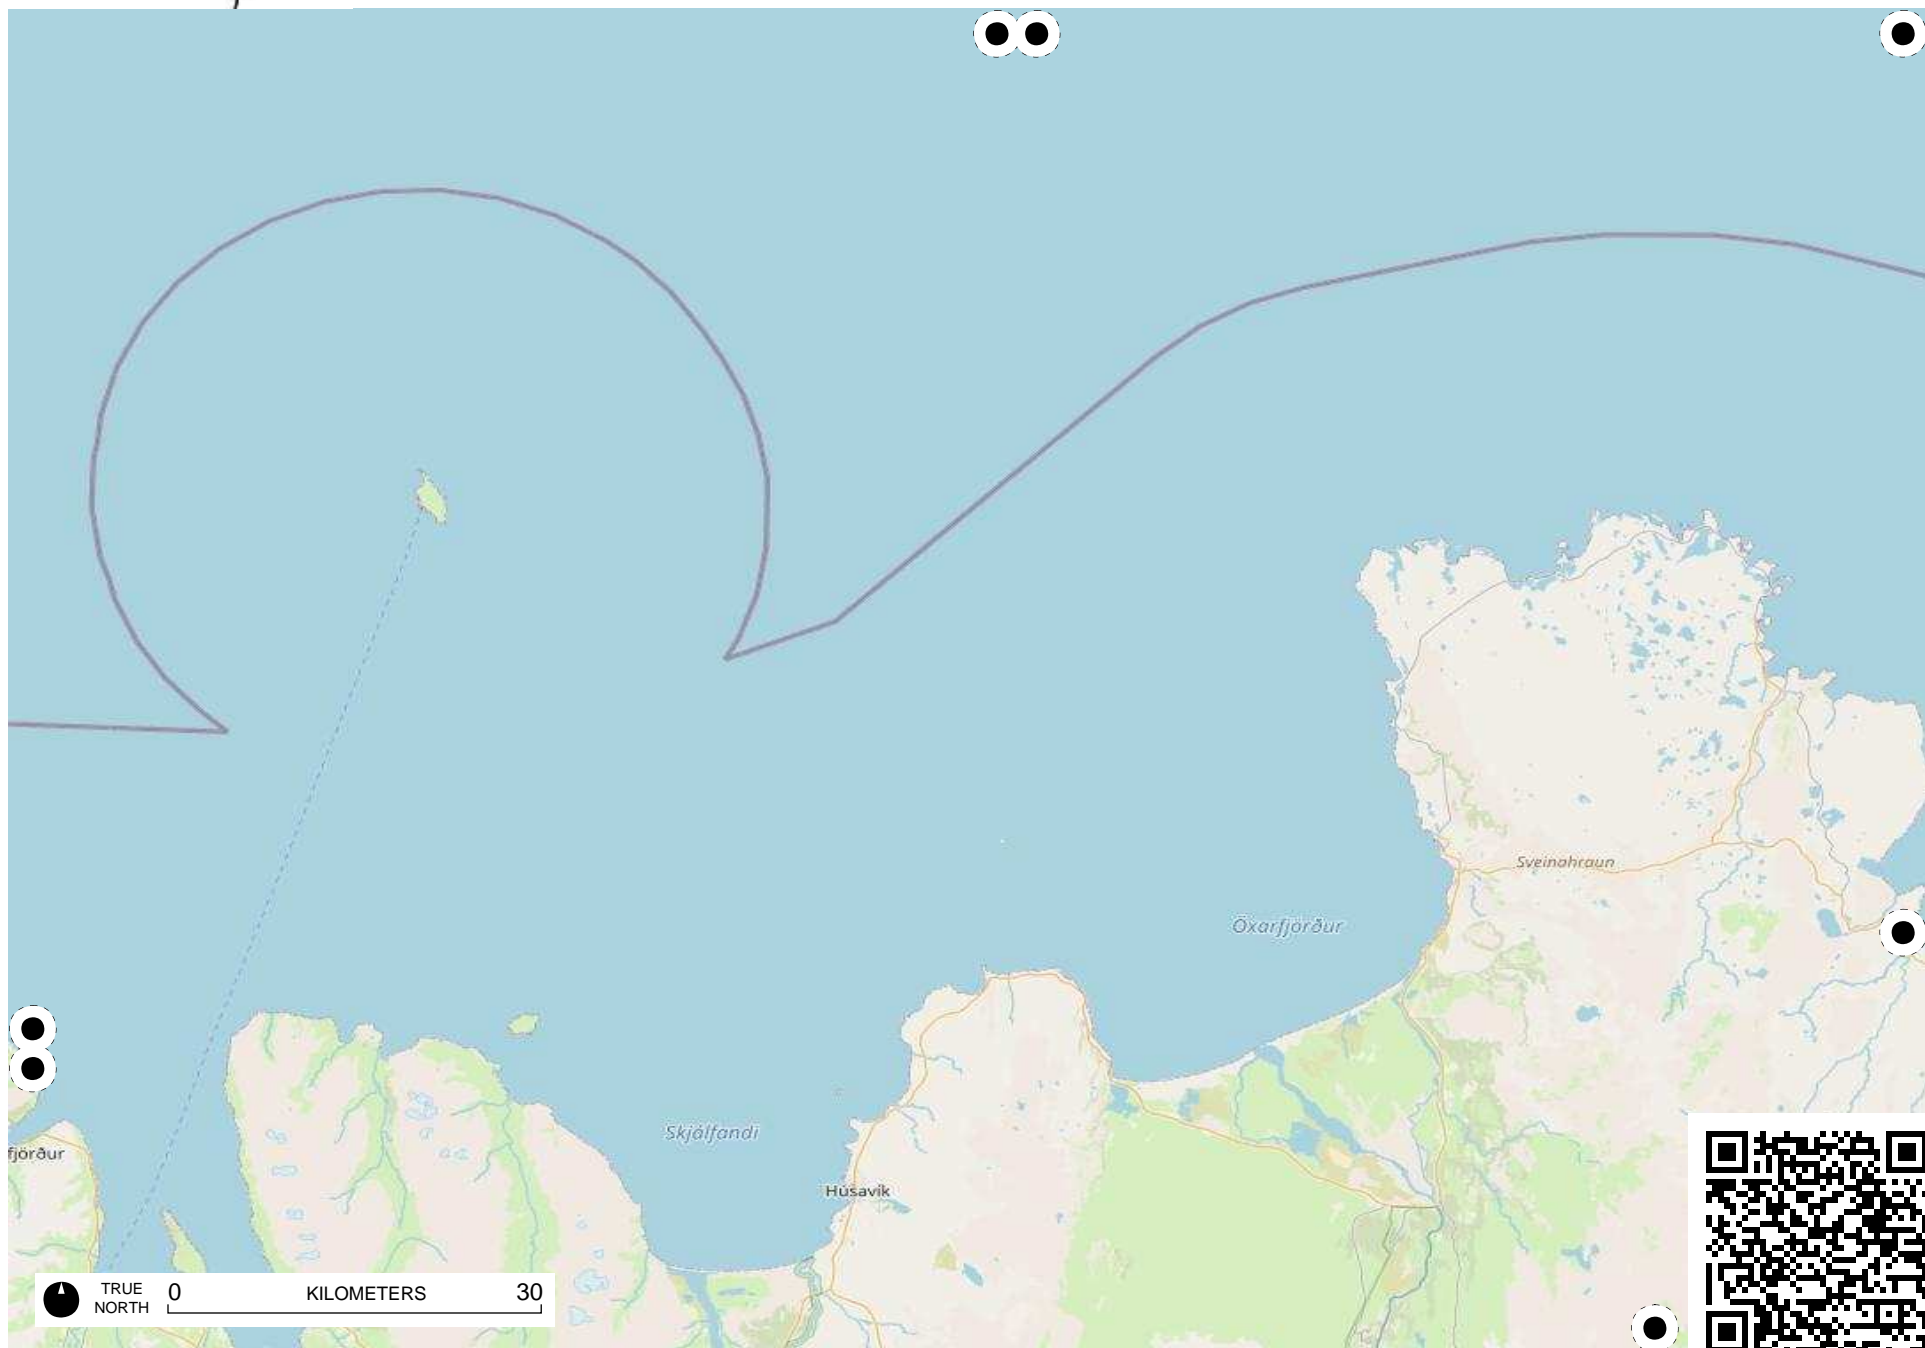 Sveinahraun
Öxarfjörður
Skjálfandi
fjörður
Húsavík
TRUE NORTH
0 KILOMETERS 30